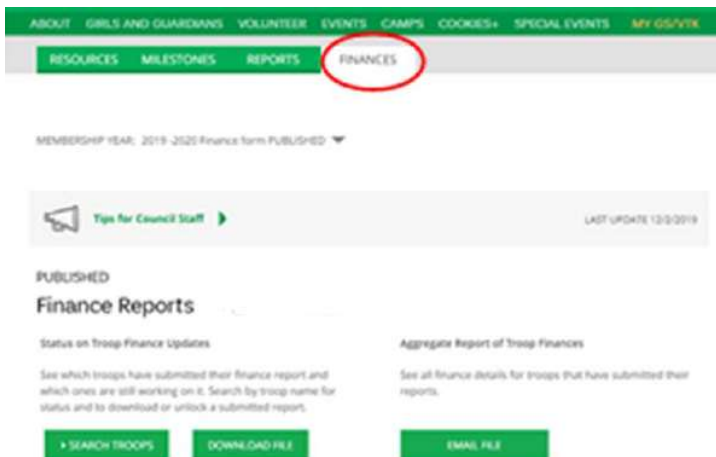 ABOUT GIRLS AND GUARDIANS VOLUNTEER EVENTS CAMPS COOKIES+ SPECIAL EVENTS MY GS/VTK
RESOURCES MILESTONES REPORTS FINANCES
MEMBERSHIP YEAR: 2019 -2020 Finance form PUBLISHED
Tips for Council Staff
LAST UPDATE 12/2/2019
PUBLISHED
Finance Reports
Status on Troop Finance Updates
See which troops have submitted their finance report and
which ones are still working on it. Search by troop name for
status and to download or unlock a submitted report.
SEARCH TROOPS DOWNLOAD FILE
Aggregate Report of Troop Finances
See all finance details for troops that have submitted their
reports.
EMAIL FILE